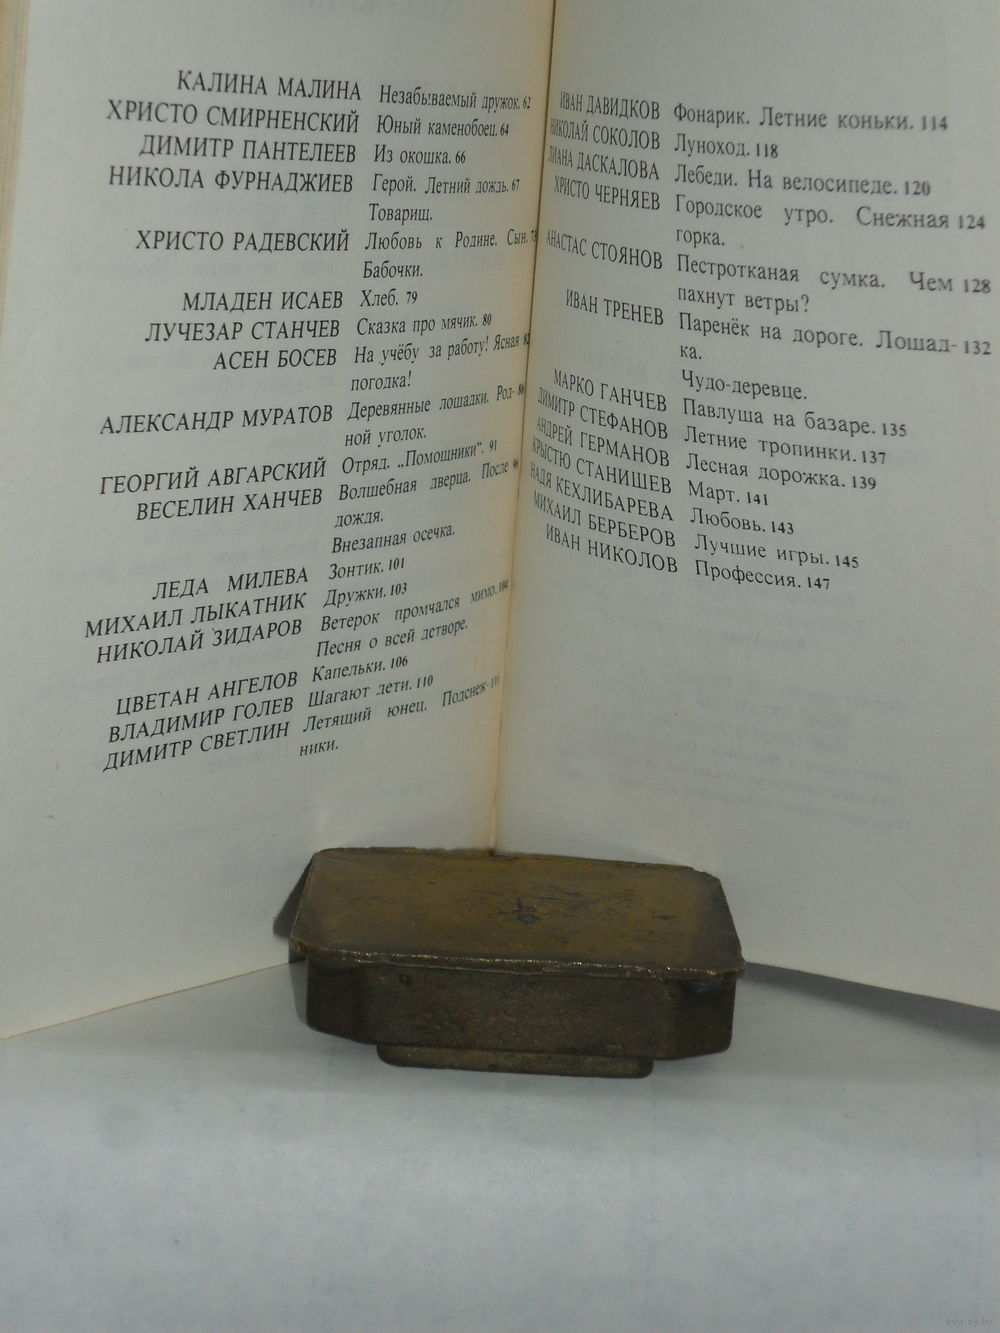 КАЛИНА МАЛИНА Незабываемый дружок. 62
ХРИСТО СМИРНЕНСКИЙ Юный каменобоец. 64
ДИМИТР ПАНТЕЛЕЕВ Из окошка. 66
НИКОЛА ФУРНАДЖИЕВ Герой. Летний дождь. 67
Товарищ.
ХРИСТО РАДЕВСКИЙ Любовь к Родине. Сын.
Бабочки.
МЛАДЕН ИСАЕВ Хлеб. 79
ЛУЧЕЗАР СТАНЧЕВ Сказка про мячик. 80
АСЕН БОСЕВ На учёбу за работу! Ясная 82
погодка!
АЛЕКСАНДР МУРАТОВ Деревянные лошадки. Род- 86
ной уголок.
ГЕОРГИЙ АВГАРСКИЙ Отряд. „Помощники“. 91
ВЕСЕЛИН ХАНЧЕВ Волшебная дверца. После
дождя.
Внезапная осечка.
ЛЕДА МИЛЕВА Зонтик. 101
МИХАИЛ ЛЫКАТНИК Дружки. 103
НИКОЛАЙ ЗИДАРОВ Ветерок промчался мимо. 104
Песня о всей детворе.
ЦВЕТАН АНГЕЛОВ Капельки. 106
ВЛАДИМИР ГОЛЕВ Шагают дети. 110
ДИМИТР СВЕТЛИН Летящий юнец. Подснеж- 111
ники.
ИВАН ДАВИДКОВ Фонарик. Летние коньки. 114
НИКОЛАЙ СОКОЛОВ Луноход. 118
ЛИАНА ДАСКАЛОВА Лебеди. На велосипеде. 120
ХРИСТО ЧЕРНЯЕВ Городское утро. Снежная 124
горка.
АНАСТАС СТОЯНОВ Пестротканая сумка. Чем 128
пахнут ветры?
ИВАН ТРЕНЕВ Паренёк на дороге. Лошад- 132
ка.
Чудо-деревце.
МАРКО ГАНЧЕВ Павлуша на базаре. 135
ДИМИТР СТЕФАНОВ Летние тропинки. 137
АНДРЕЙ ГЕРМАНОВ Лесная дорожка. 139
КРЫСТЮ СТАНИШЕВ Март. 141
НАДЯ КЕХЛИБАРЕВА Любовь. 143
МИХАИЛ БЕРБЕРОВ Лучшие игры. 145
ИВАН НИКОЛОВ Профессия. 147
www.ay.by